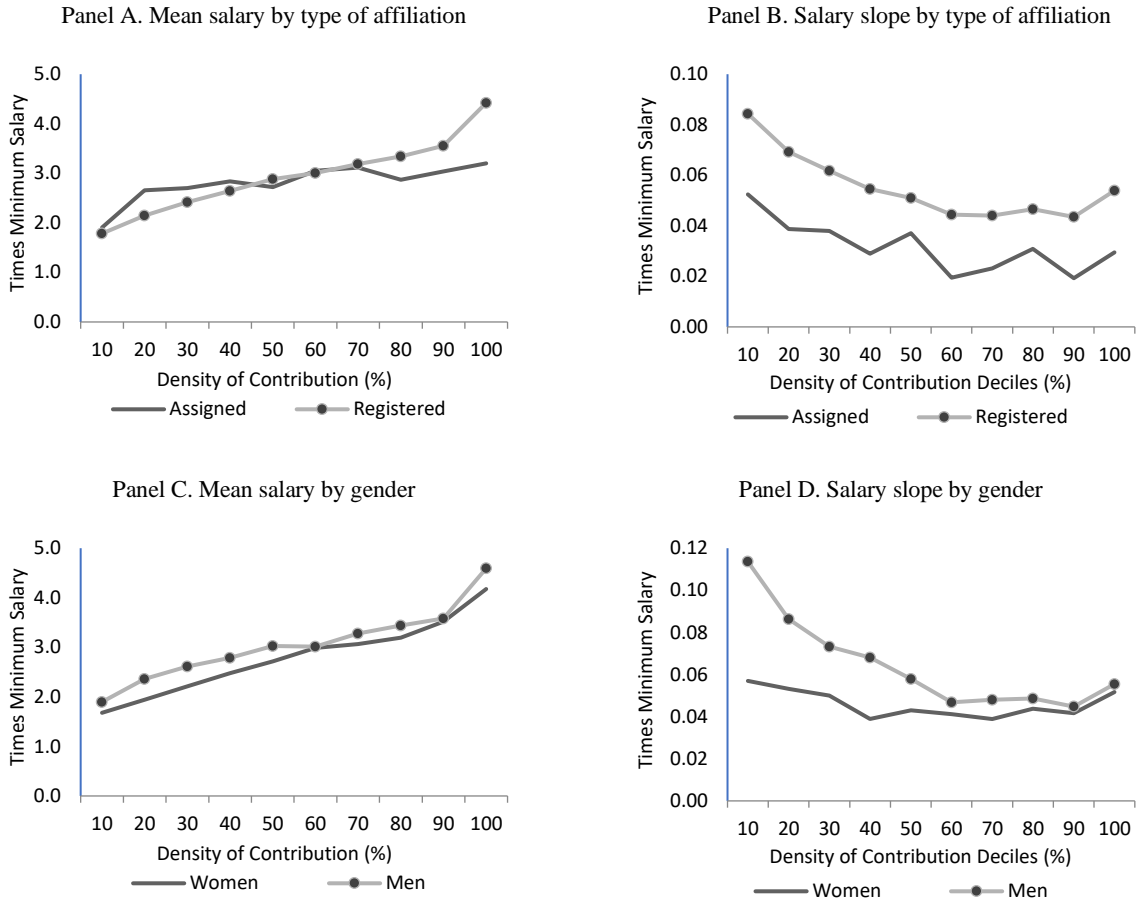 Panel A. Mean salary by type of affiliation
Times Minimum Salary
5.0
4.0
3.0
2.0
1.0
0.0
10 20 30 40 50 60 70 80 90 100
Density of Contribution (%)
Assigned Registered
Panel B. Salary slope by type of affiliation
Times Minimum Salary
0.10
0.08
0.06
0.04
0.02
0.00
10 20 30 40 50 60 70 80 90 100
Density of Contribution Deciles (%)
Assigned Registered
Panel C. Mean salary by gender
Times Minimum Salary
5.0
4.0
3.0
2.0
1.0
0.0
10 20 30 40 50 60 70 80 90 100
Density of Contribution (%)
Women Men
Panel D. Salary slope by gender
Times Minimum Salary
0.12
0.10
0.08
0.06
0.04
0.02
0.00
10 20 30 40 50 60 70 80 90 100
Density of Contribution Deciles (%)
Women Men